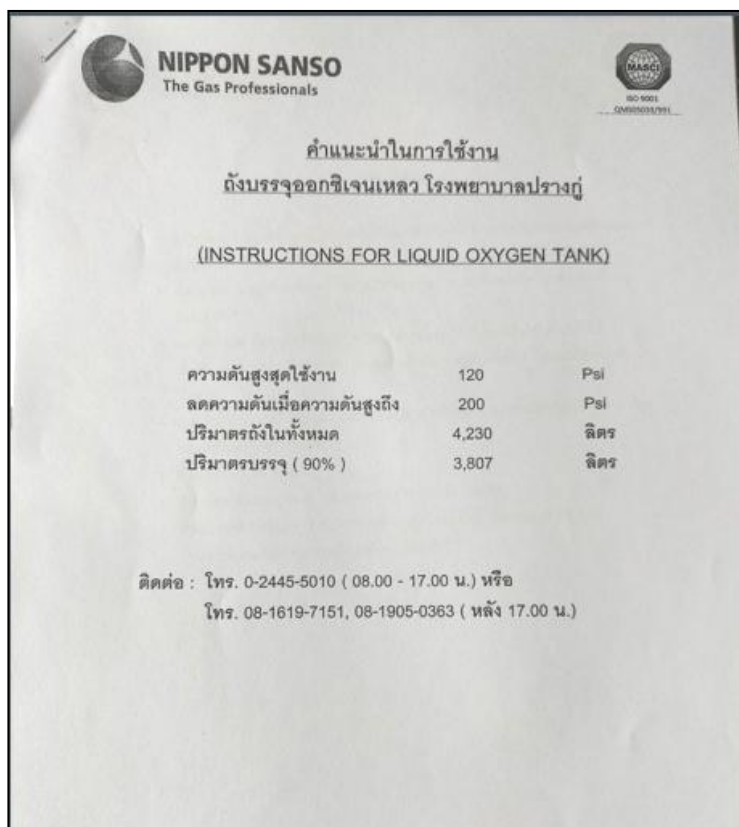 NIPPON SANSO
The Gas Professionals
MASCI
ISO 9001
คำแนะนำในการใช้งาน
ถังบรรจุออกซิเจนเหลว โรงพยาบาลปรางกู่
(INSTRUCTIONS FOR LIQUID OXYGEN TANK)
ความดันสูงสุดใช้งาน 120 Psi
ลดความดันเมื่อความดันสูงถึง 200 Psi
ปริมาตรถังในทั้งหมด 4,230 ลิตร
ปริมาตรบรรจุ ( 90% ) 3,807 ลิตร
ติดต่อ : โทร. 0-2445-5010 ( 08.00 - 17.00 น.) หรือ
โทร. 08-1619-7151, 08-1905-0363 ( หลัง 17.00 น.)